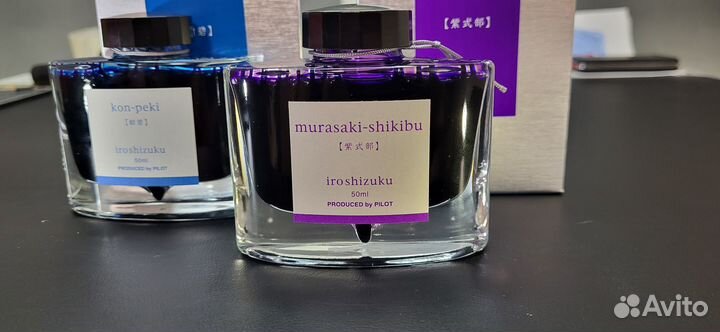 【紫式部】
kon-peki
【紺碧】
iroshizuku
50ml
PRODUCED by PILOT
murasaki-shikibu
【紫式部】
iroshizuku
50ml
PRODUCED by PILOT
Avito